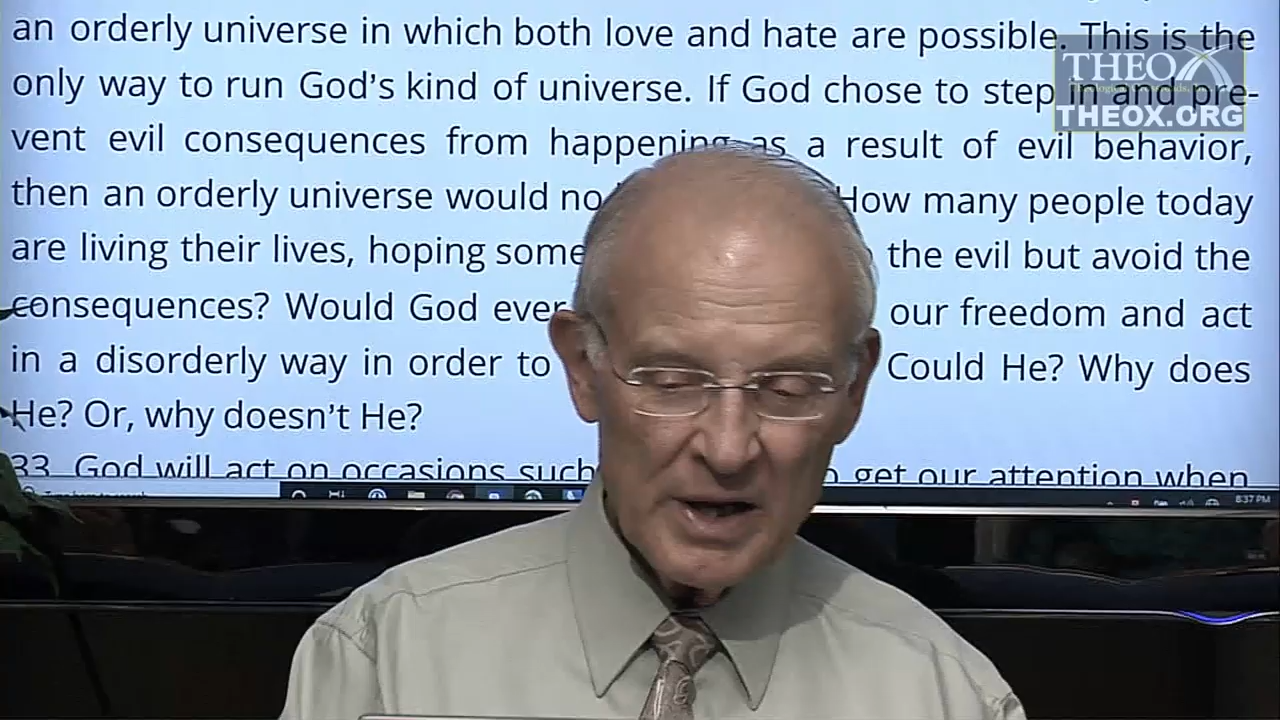 an orderly universe in which both love and hate are possible. This is the
only way to run God's kind of universe. If God chose to step in and pre-
vent evil consequences from happening as a result of evil behavior,
then an orderly universe would no How many people today
are living their lives, hoping some the evil but avoid the
consequences? Would God ever our freedom and act
in a disorderly way in order to Could He? Why does
He? Or, why doesn't He?
33 God will act on occasions such to get our attention when
8:37 PM
THEO
THEOX.ORG